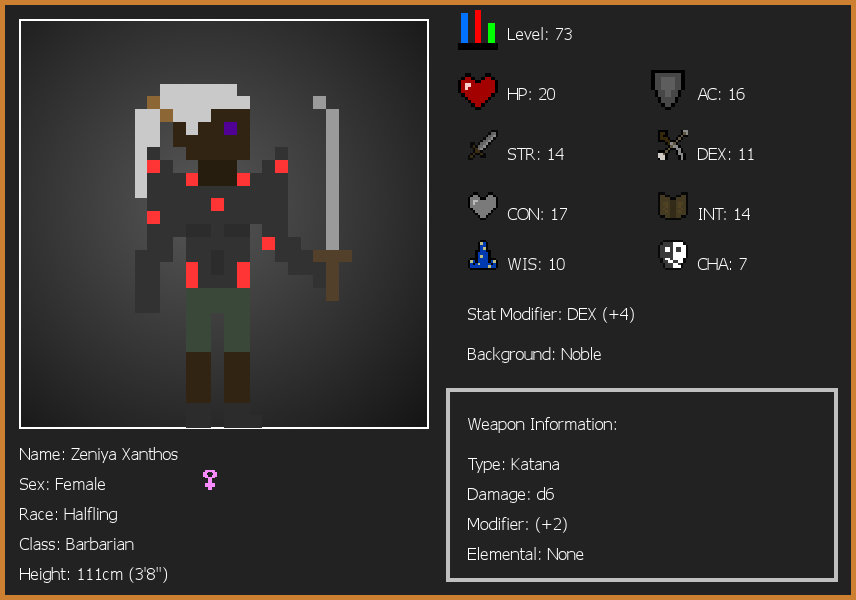 Level: 73
HP: 20
AC: 16
STR: 14
DEX: 11
CON: 17
INT: 14
WIS: 10
CHA: 7
Stat Modifier: DEX (+4)
Background: Noble
Weapon Information:
Type: Katana
Damage: d6
Modifier: (+2)
Elemental: None
Name: Zeniya Xanthos
Sex: Female
Race: Halfling
Class: Barbarian
Height: 111cm (3'8")